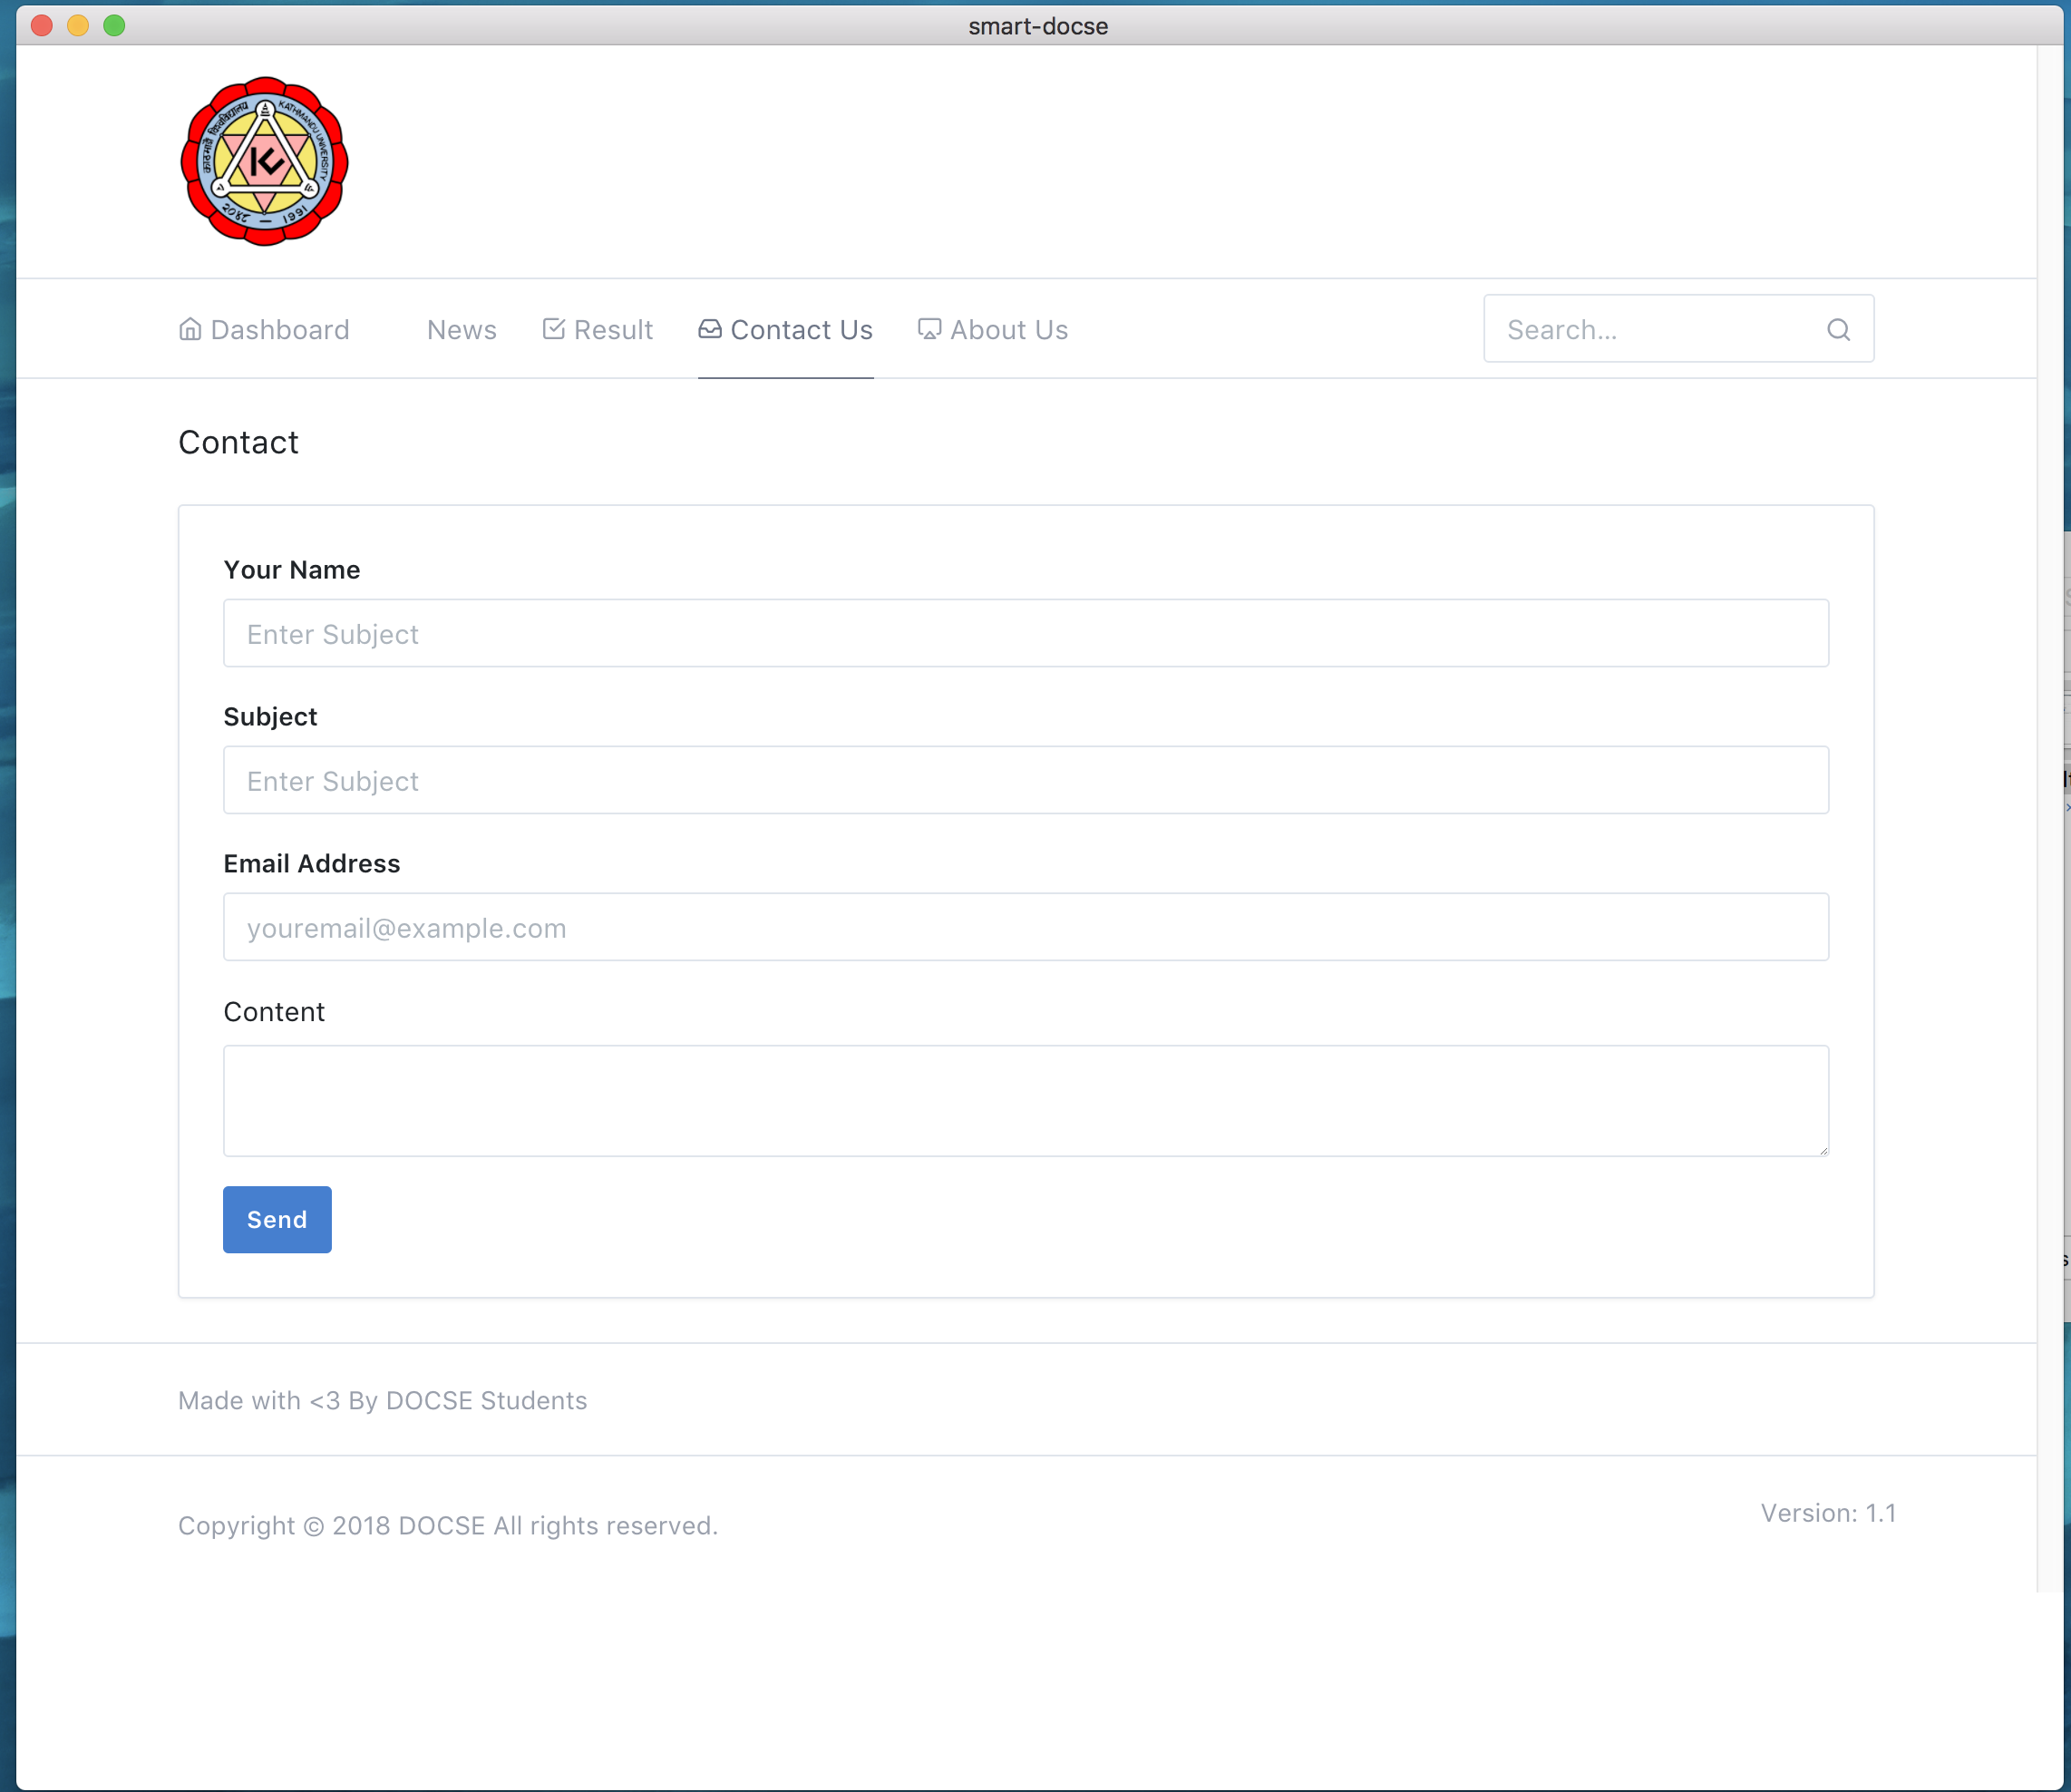 smart-docse
काठमाडौं विश्वविद्यालय
KATHMANDU UNIVERSITY
२०४८ — 1991
Dashboard News Result Contact Us About Us Search...
Contact
Your Name
Enter Subject
Subject
Enter Subject
Email Address
youremail@example.com
Content
Send
Made with <3 By DOCSE Students
Version: 1.1
Copyright © 2018 DOCSE All rights reserved.